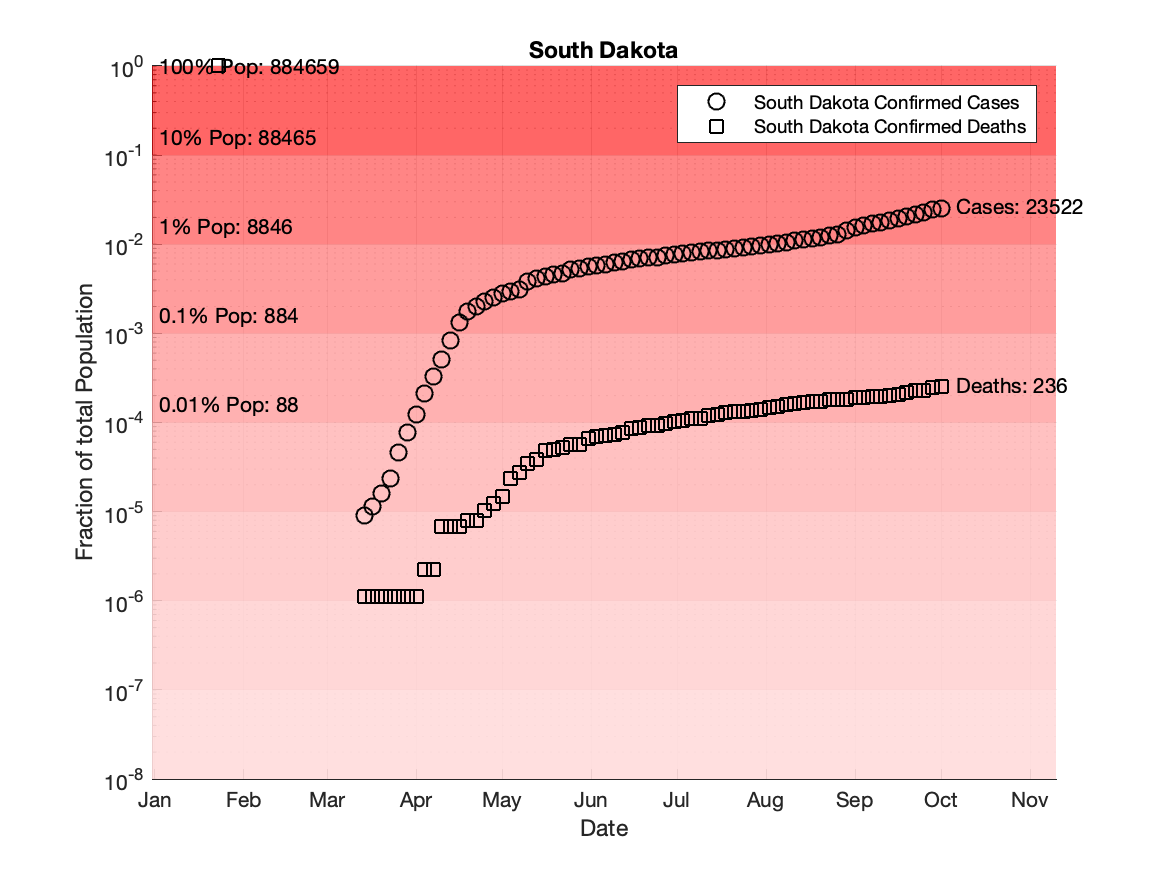 South Dakota
10^0
100% Pop: 884659
South Dakota Confirmed Cases
South Dakota Confirmed Deaths
10% Pop: 88465
10^-1
Cases: 23522
1% Pop: 8846
10^-2
0.1% Pop: 884
10^-3
Deaths: 236
0.01% Pop: 88
10^-4
10^-5
10^-6
10^-7
10^-8
Fraction of total Population
Jan Feb Mar Apr May Jun Jul Aug Sep Oct Nov
Date